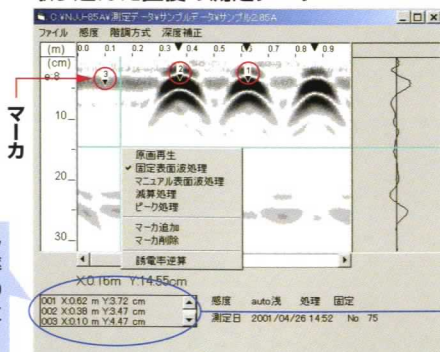 C:¥NJJ-85A¥測定データ¥サンプルデータ¥サンプル2.85A
ファイル 感度 階調方式 深度補正
(m) 0.0 0.1 0.2 0.3 0.4 0.5 0.7 0.8 0.9
(cm)
3 2 1
マーカ
10
20
30
原画再生
✓ 固定表面波処理
マニュアル表面波処理
減算処理
ピーク処理
マーカ追加
マーカ削除
誘電率逆算
X:0.16m Y:14.55cm
001 X:0.62 m Y:3.72 cm
002 X:0.38 m Y:3.47 cm
003 X:0.10 m Y:4.47 cm
感度 auto浅 処理 固定
測定日 2001/04/26 14:52 No 75